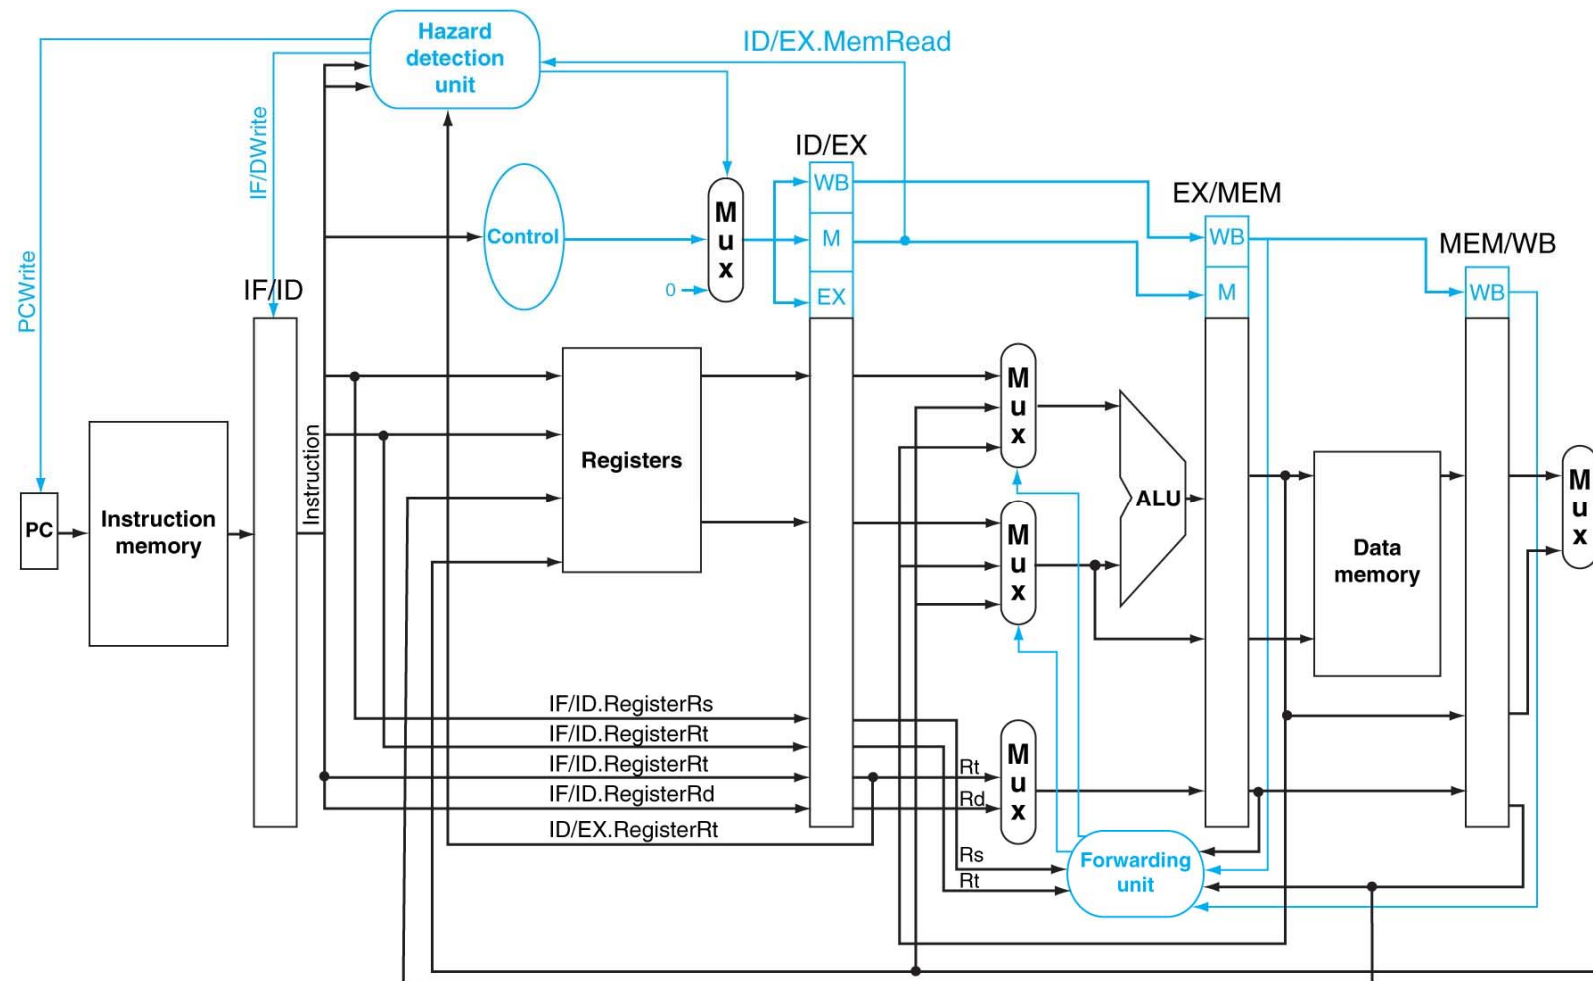 Hazard
detection
unit
ID/EX.MemRead
IF/DWrite
PCWrite
ID/EX
WB
M
EX
EX/MEM
WB
M
MEM/WB
WB
Control
M
u
x
0
IF/ID
Instruction
PC
Instruction
memory
Registers
M
u
x
M
u
x
ALU
Data
memory
M
u
x
IF/ID.RegisterRs
IF/ID.RegisterRt
IF/ID.RegisterRt
IF/ID.RegisterRd
ID/EX.RegisterRt
Rt
Rd
M
u
x
Rs
Rt
Forwarding
unit